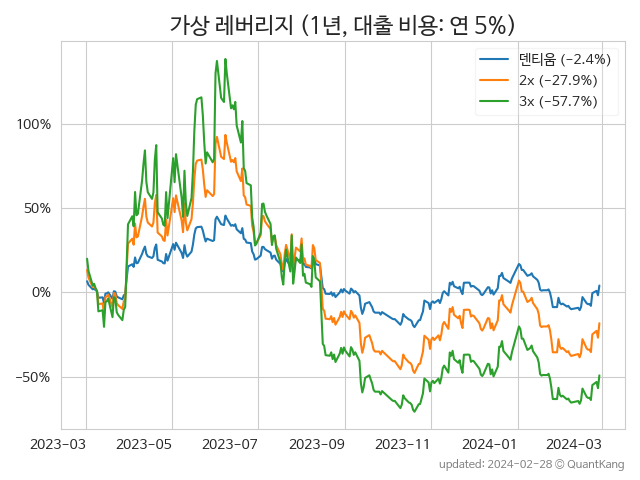 가상 레버리지 (1년, 대출 비용: 연 5%)
덴티움 (−2.4%)
2x (−27.9%)
3x (−57.7%)
100%
50%
0%
−50%
2023-03 2023-05 2023-07 2023-09 2023-11 2024-01 2024-03
updated: 2024-02-28 © QuantKang